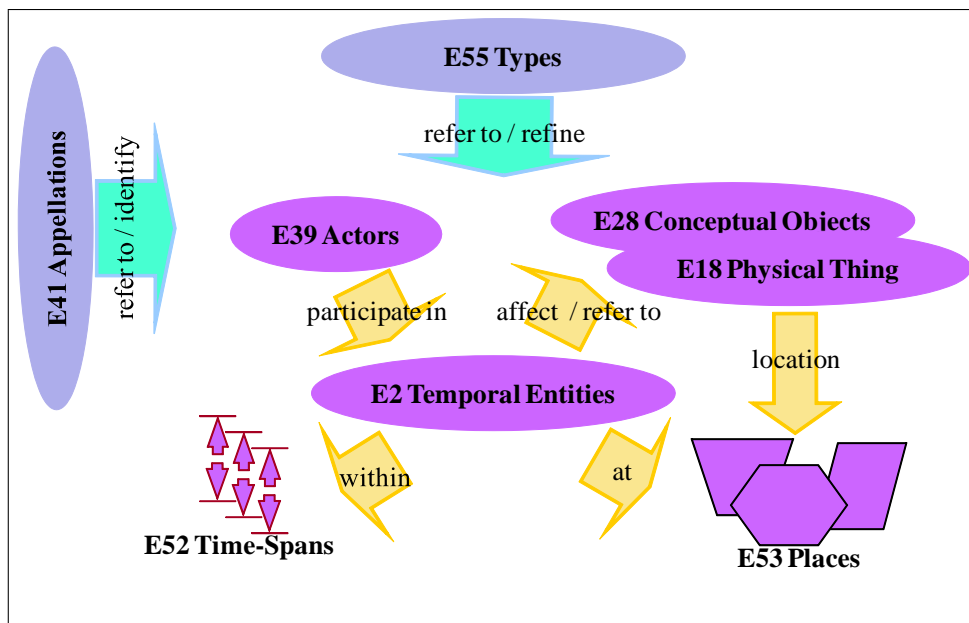 E55 Types
refer to / refine
E41 Appellations
refer to / identify
E39 Actors
E28 Conceptual Objects
E18 Physical Thing
participate in
affect / refer to
location
E2 Temporal Entities
within
at
E52 Time-Spans
E53 Places